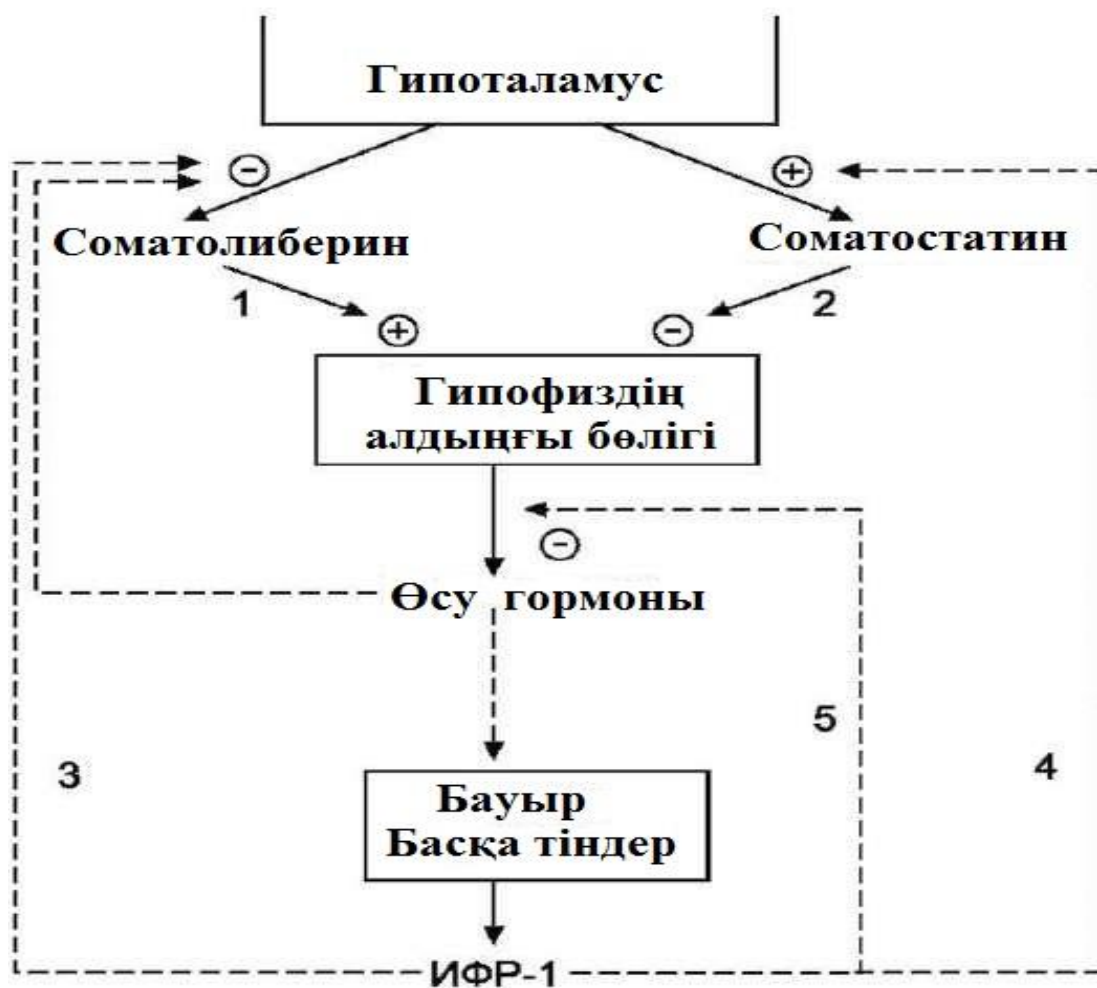 Гипоталамус
-
+
Соматолиберин
Соматостатин
1
2
+
-
Гипофиздің
алдыңғы бөлігі
-
Өсу гормоны
5
3
4
Бауыр
Басқа тіндер
ИФР-1